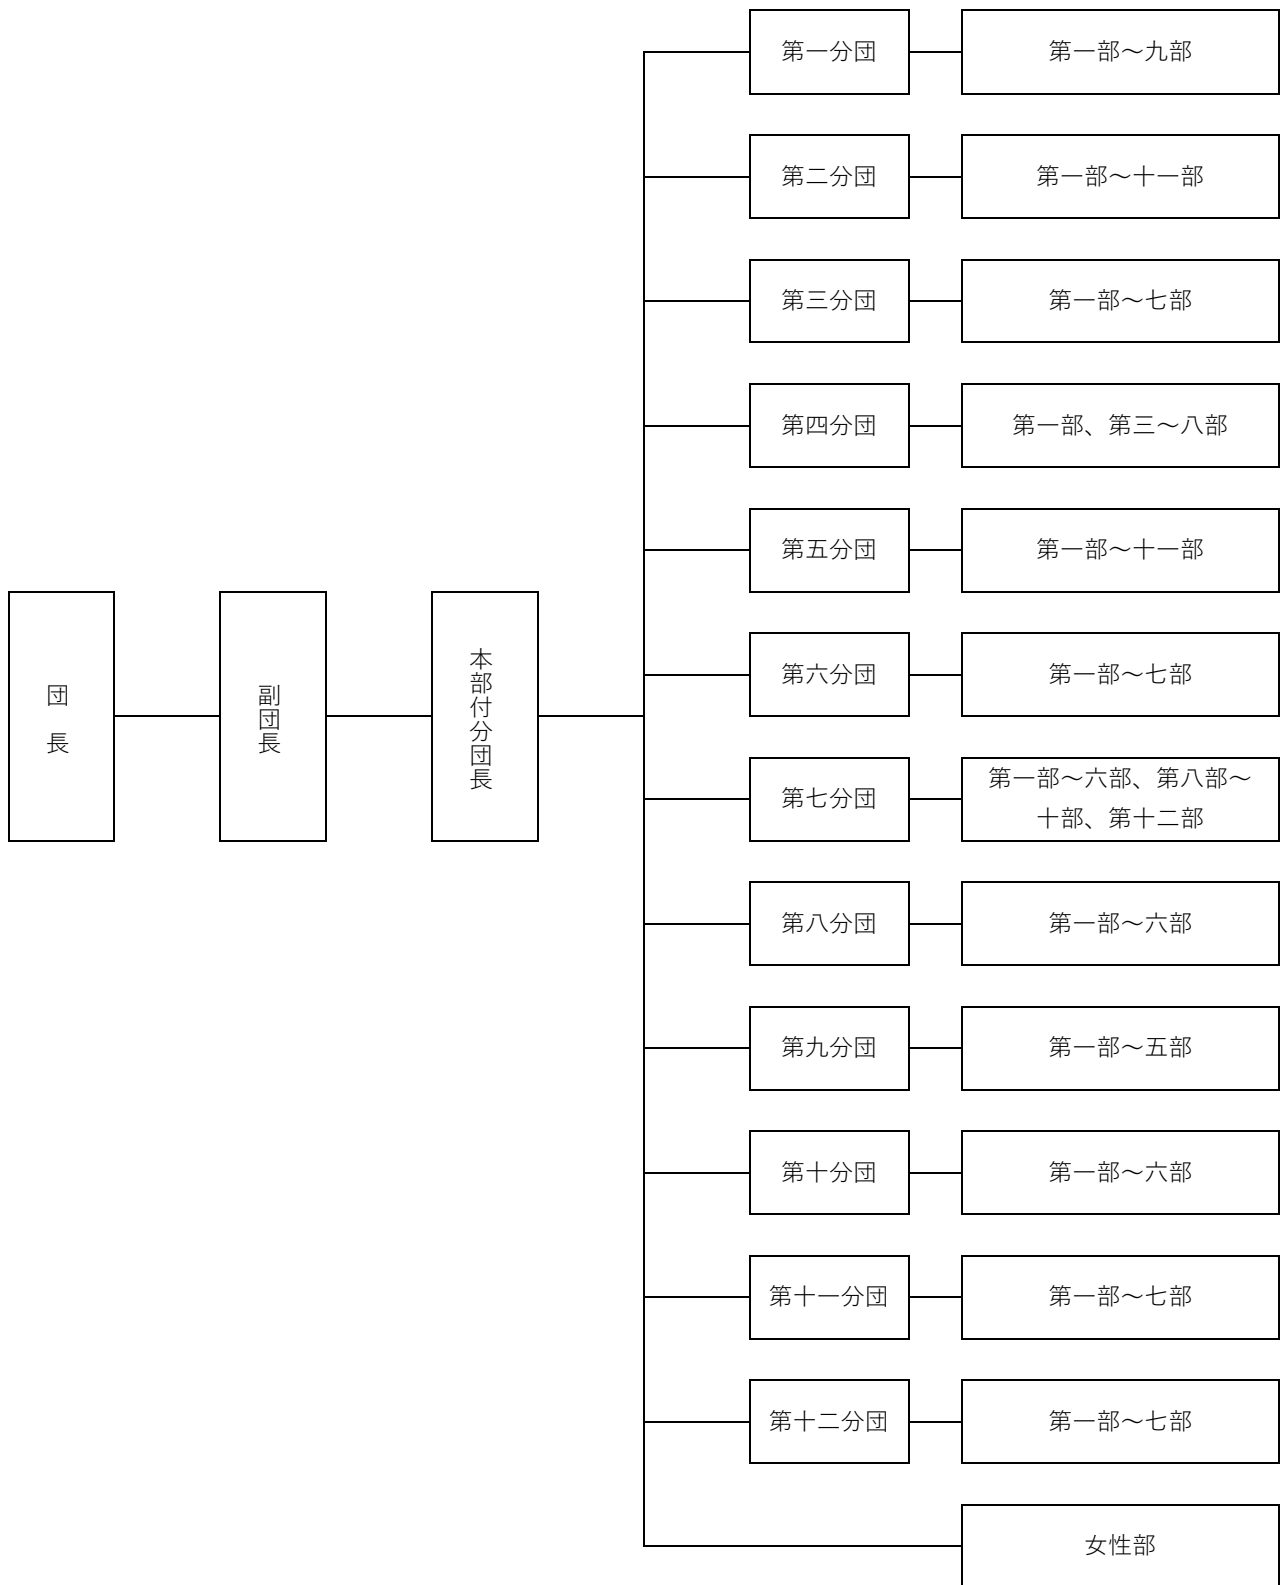 団長
副団長
本部付分団長
第一分団
第一部～九部
第二分団
第一部～十一部
第三分団
第一部～七部
第四分団
第一部、第三～八部
第五分団
第一部～十一部
第六分団
第一部～七部
第七分団
第一部～六部、第八部～
十部、第十二部
第八分団
第一部～六部
第九分団
第一部～五部
第十分団
第一部～六部
第十一分団
第一部～七部
第十二分団
第一部～七部
女性部